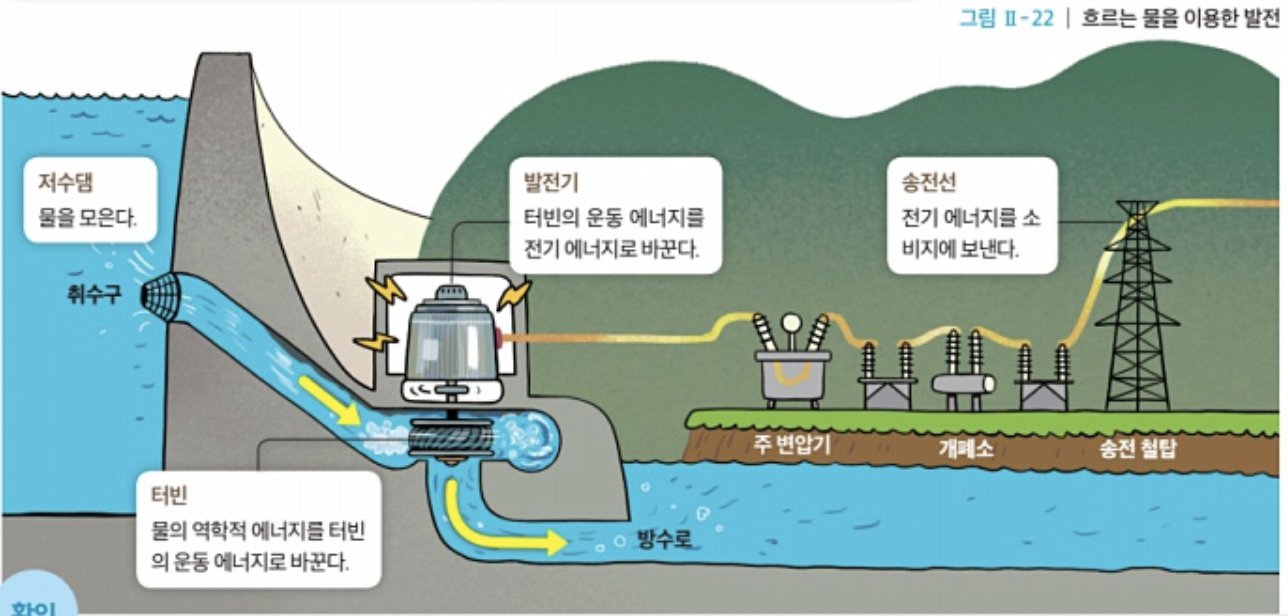 그림 Ⅱ-22 | 흐르는 물을 이용한 발전
저수댐
물을 모은다.
발전기
터빈의 운동 에너지를
전기 에너지로 바꾼다.
송전선
전기 에너지를 소
비지에 보낸다.
취수구
주 변압기
개폐소
송전 철탑
터빈
물의 역학적 에너지를 터빈
의 운동 에너지로 바꾼다.
방수로
확인